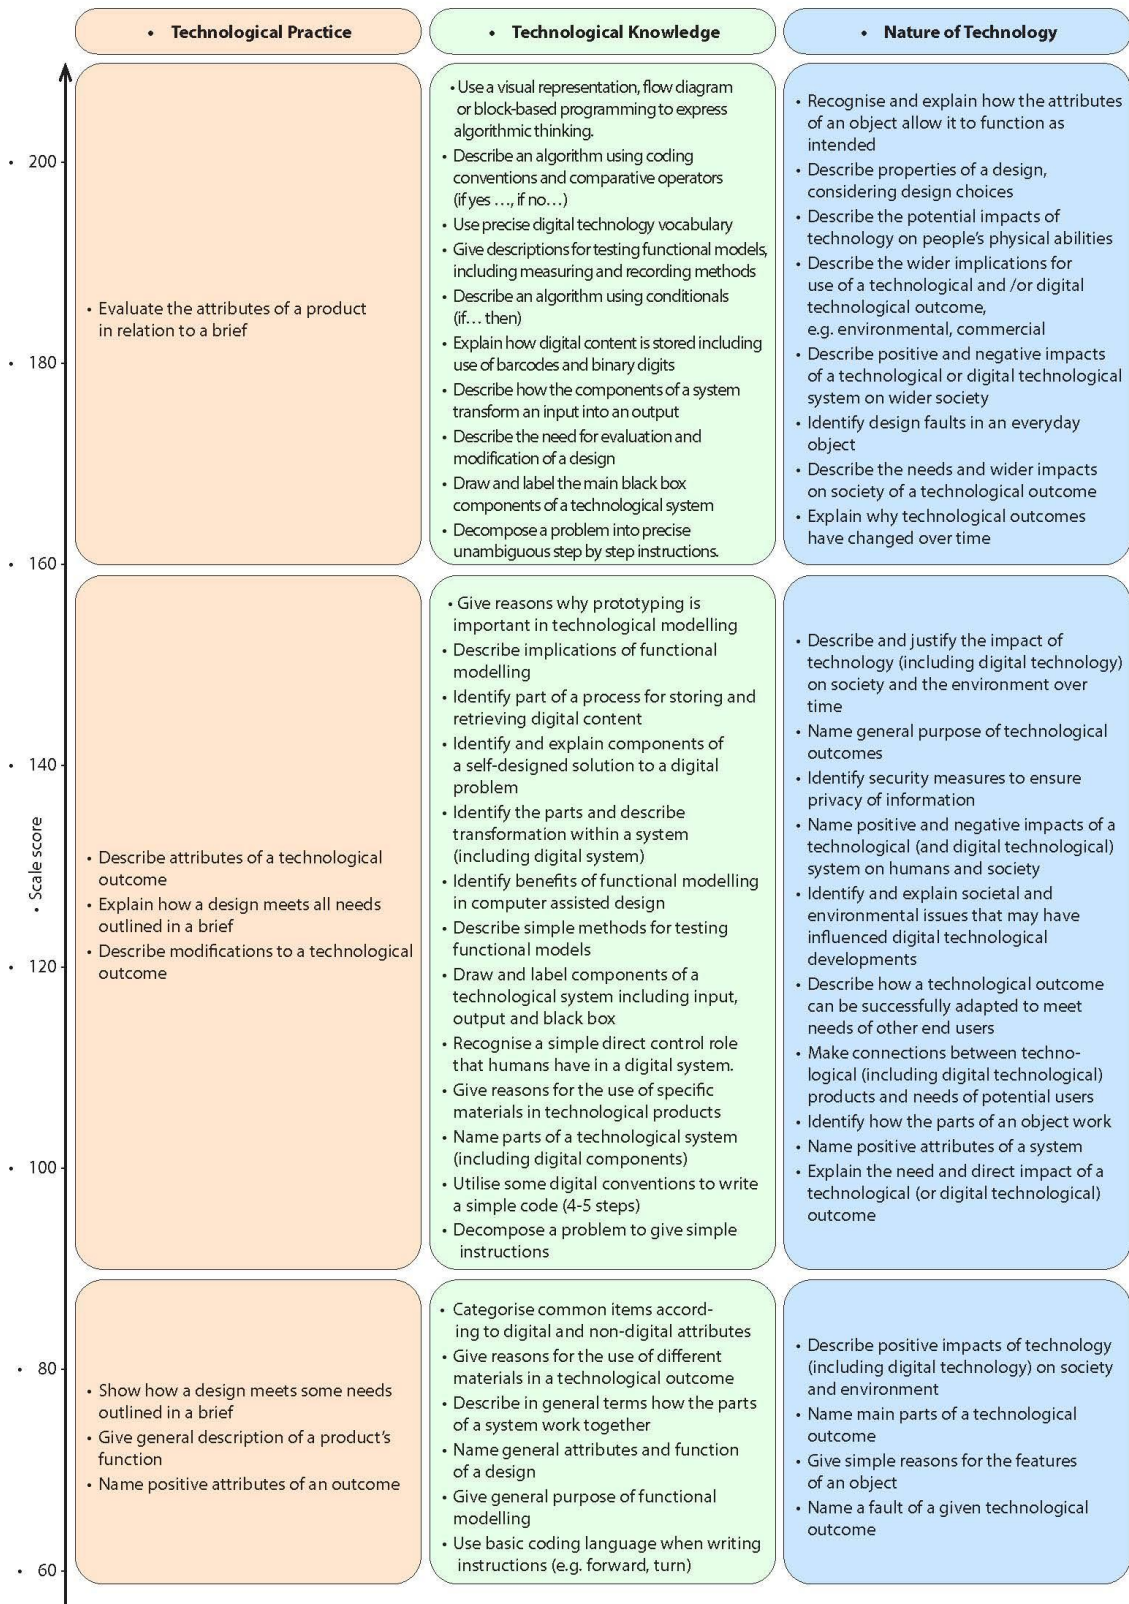 • Technological Practice
• Technological Knowledge
• Nature of Technology
• Scale score
• 200
• 180
• 160
• 140
• 120
• 100
• 80
• 60
• Evaluate the attributes of a product
in relation to a brief
• Use a visual representation, flow diagram
or block-based programming to express
algorithmic thinking.
• Describe an algorithm using coding
conventions and comparative operators
(if yes …, if no…)
• Use precise digital technology vocabulary
• Give descriptions for testing functional models,
including measuring and recording methods
• Describe an algorithm using conditionals
(if… then)
• Explain how digital content is stored including
use of barcodes and binary digits
• Describe how the components of a system
transform an input into an output
• Describe the need for evaluation and
modification of a design
• Draw and label the main black box
components of a technological system
• Decompose a problem into precise
unambiguous step by step instructions.
• Recognise and explain how the attributes
of an object allow it to function as
intended
• Describe properties of a design,
considering design choices
• Describe the potential impacts of
technology on people’s physical abilities
• Describe the wider implications for
use of a technological and /or digital
technological outcome,
e.g. environmental, commercial
• Describe positive and negative impacts
of a technological or digital technological
system on wider society
• Identify design faults in an everyday
object
• Describe the needs and wider impacts
on society of a technological outcome
• Explain why technological outcomes
have changed over time
• Describe attributes of a technological
outcome
• Explain how a design meets all needs
outlined in a brief
• Describe modifications to a technological
outcome
• Give reasons why prototyping is
important in technological modelling
• Describe implications of functional
modelling
• Identify part of a process for storing and
retrieving digital content
• Identify and explain components of
a self-designed solution to a digital
problem
• Identify the parts and describe
transformation within a system
(including digital system)
• Identify benefits of functional modelling
in computer assisted design
• Describe simple methods for testing
functional models
• Draw and label components of a
technological system including input,
output and black box
• Recognise a simple direct control role
that humans have in a digital system.
• Give reasons for the use of specific
materials in technological products
• Name parts of a technological system
(including digital components)
• Utilise some digital conventions to write
a simple code (4-5 steps)
• Decompose a problem to give simple
instructions
• Describe and justify the impact of
technology (including digital technology)
on society and the environment over
time
• Name general purpose of technological
outcomes
• Identify security measures to ensure
privacy of information
• Name positive and negative impacts of a
technological (and digital technological)
system on humans and society
• Identify and explain societal and
environmental issues that may have
influenced digital technological
developments
• Describe how a technological outcome
can be successfully adapted to meet
needs of other end users
• Make connections between techno-
logical (including digital technological)
products and needs of potential users
• Identify how the parts of an object work
• Name positive attributes of a system
• Explain the need and direct impact of a
technological (or digital technological)
outcome
• Show how a design meets some needs
outlined in a brief
• Give general description of a product’s
function
• Name positive attributes of an outcome
• Categorise common items accord-
ing to digital and non-digital attributes
• Give reasons for the use of different
materials in a technological outcome
• Describe in general terms how the parts
of a system work together
• Name general attributes and function
of a design
• Give general purpose of functional
modelling
• Use basic coding language when writing
instructions (e.g. forward, turn)
• Describe positive impacts of technology
(including digital technology) on society
and environment
• Name main parts of a technological
outcome
• Give simple reasons for the features
of an object
• Name a fault of a given technological
outcome